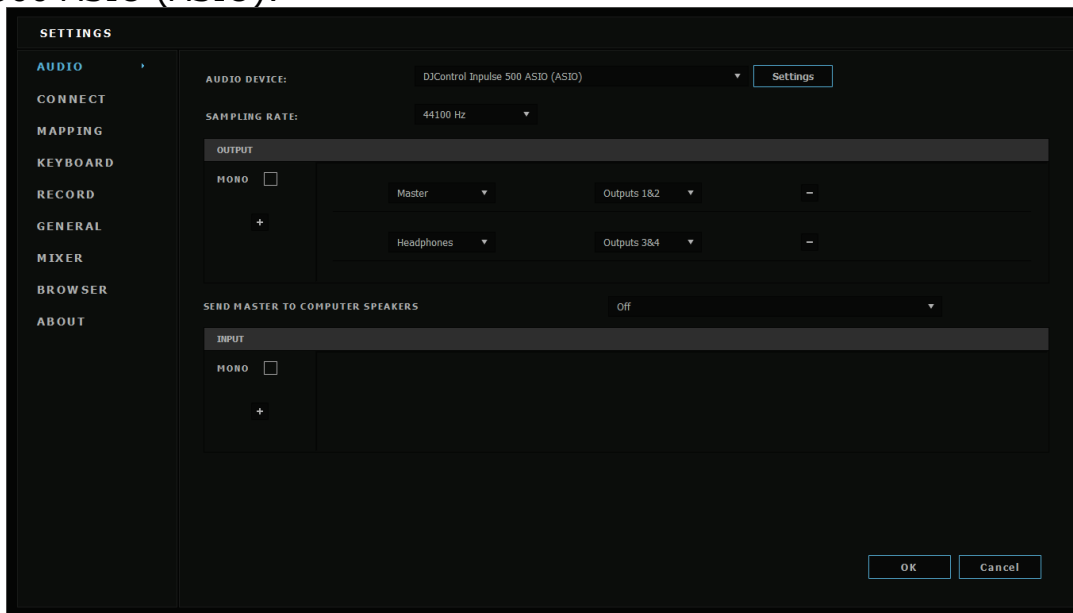 SETTINGS
AUDIO
CONNECT
MAPPING
KEYBOARD
RECORD
GENERAL
MIXER
BROWSER
ABOUT
AUDIO DEVICE: DJControl Inpulse 500 ASIO (ASIO) Settings
SAMPLING RATE: 44100 Hz
OUTPUT
MONO
+
Master Outputs 1&2 -
Headphones Outputs 3&4 -
SEND MASTER TO COMPUTER SPEAKERS Off
INPUT
MONO
+
OK Cancel